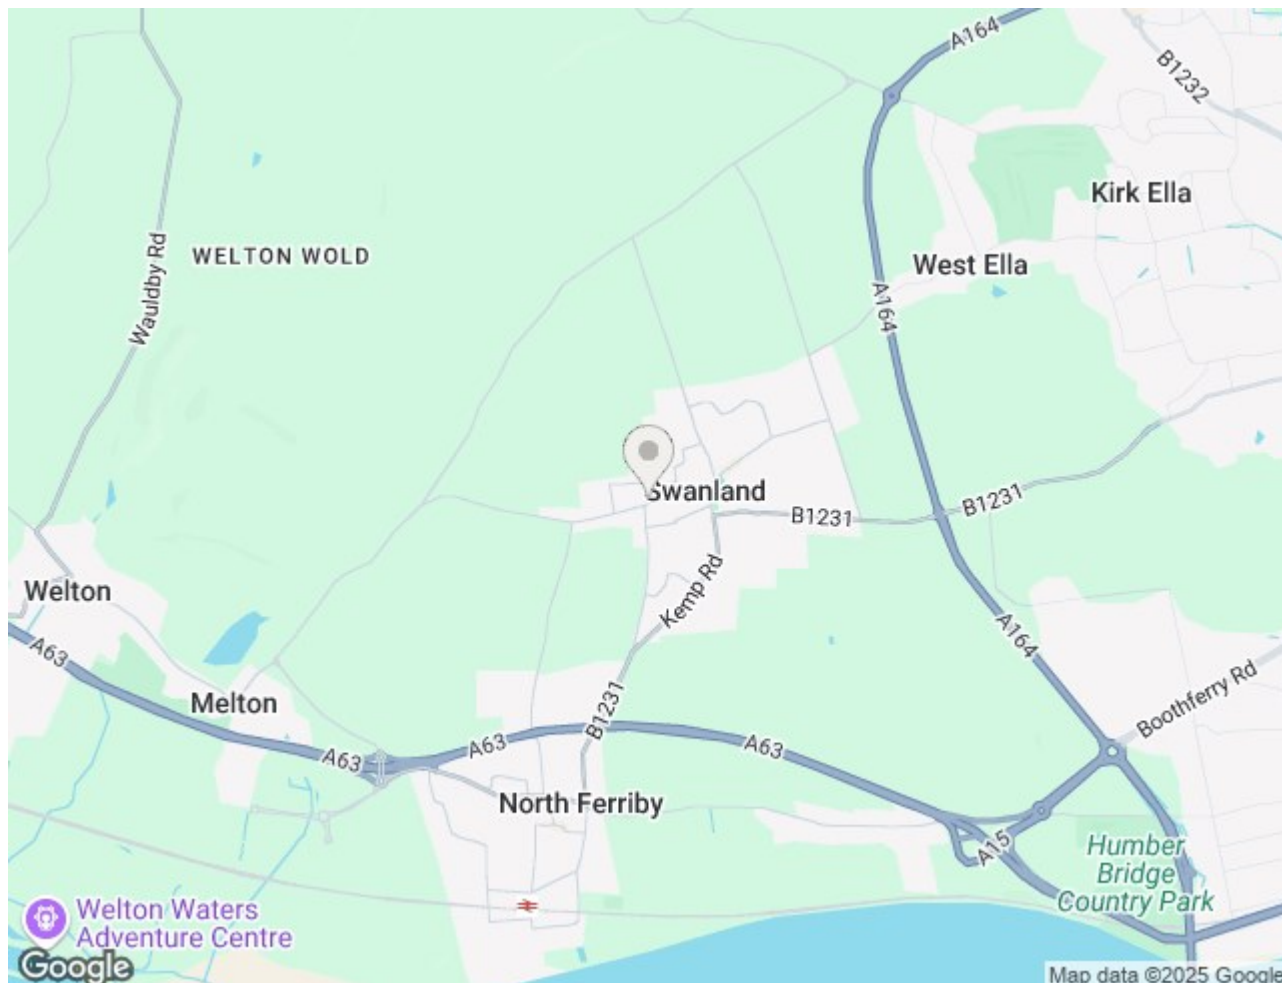 A164
B1232
Kirk Ella
Wauldby Rd
WELTON WOLD
West Ella
A164
Swanland
B1231
B1231
Welton
Kemp Rd
A63
A164
Melton
B1231
Boothferry Rd
A63
A63
A63
North Ferriby
A15
Humber
Bridge
Country Park
Welton Waters
Adventure Centre
Google
Map data ©2025 Google